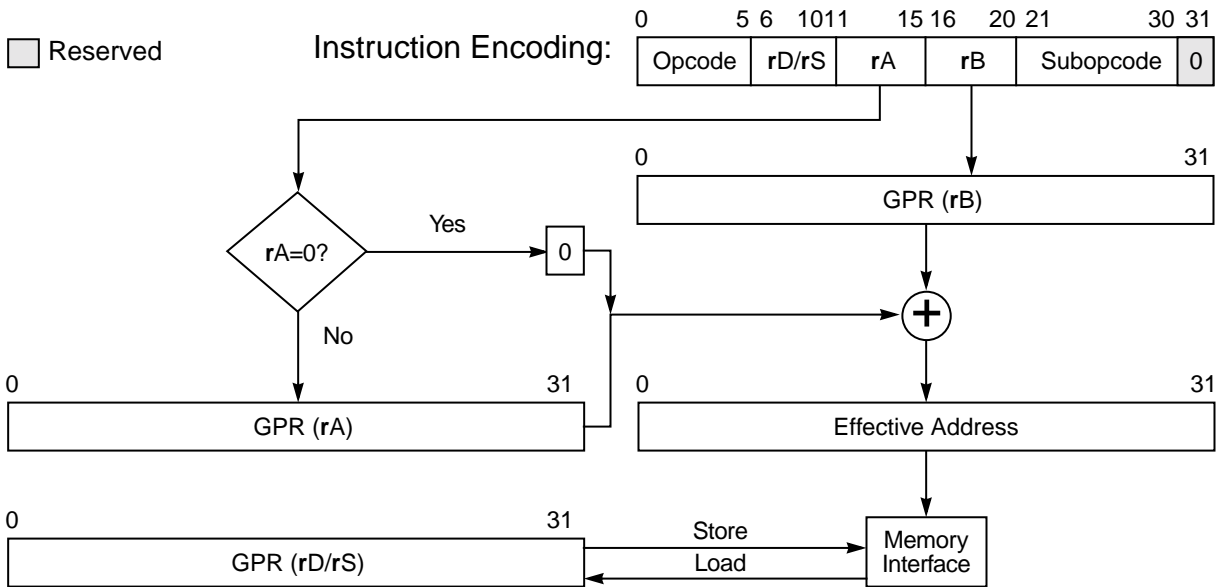 0 5 6 10 11 15 16 20 21 30 31
Reserved Instruction Encoding: Opcode rD/rS rA rB Subopcode 0
0 31
GPR (rB)
Yes
rA=0? 0
+
No
0 31 0 31
GPR (rA) Effective Address
0 31
Store
GPR (rD/rS) Memory
Load Interface